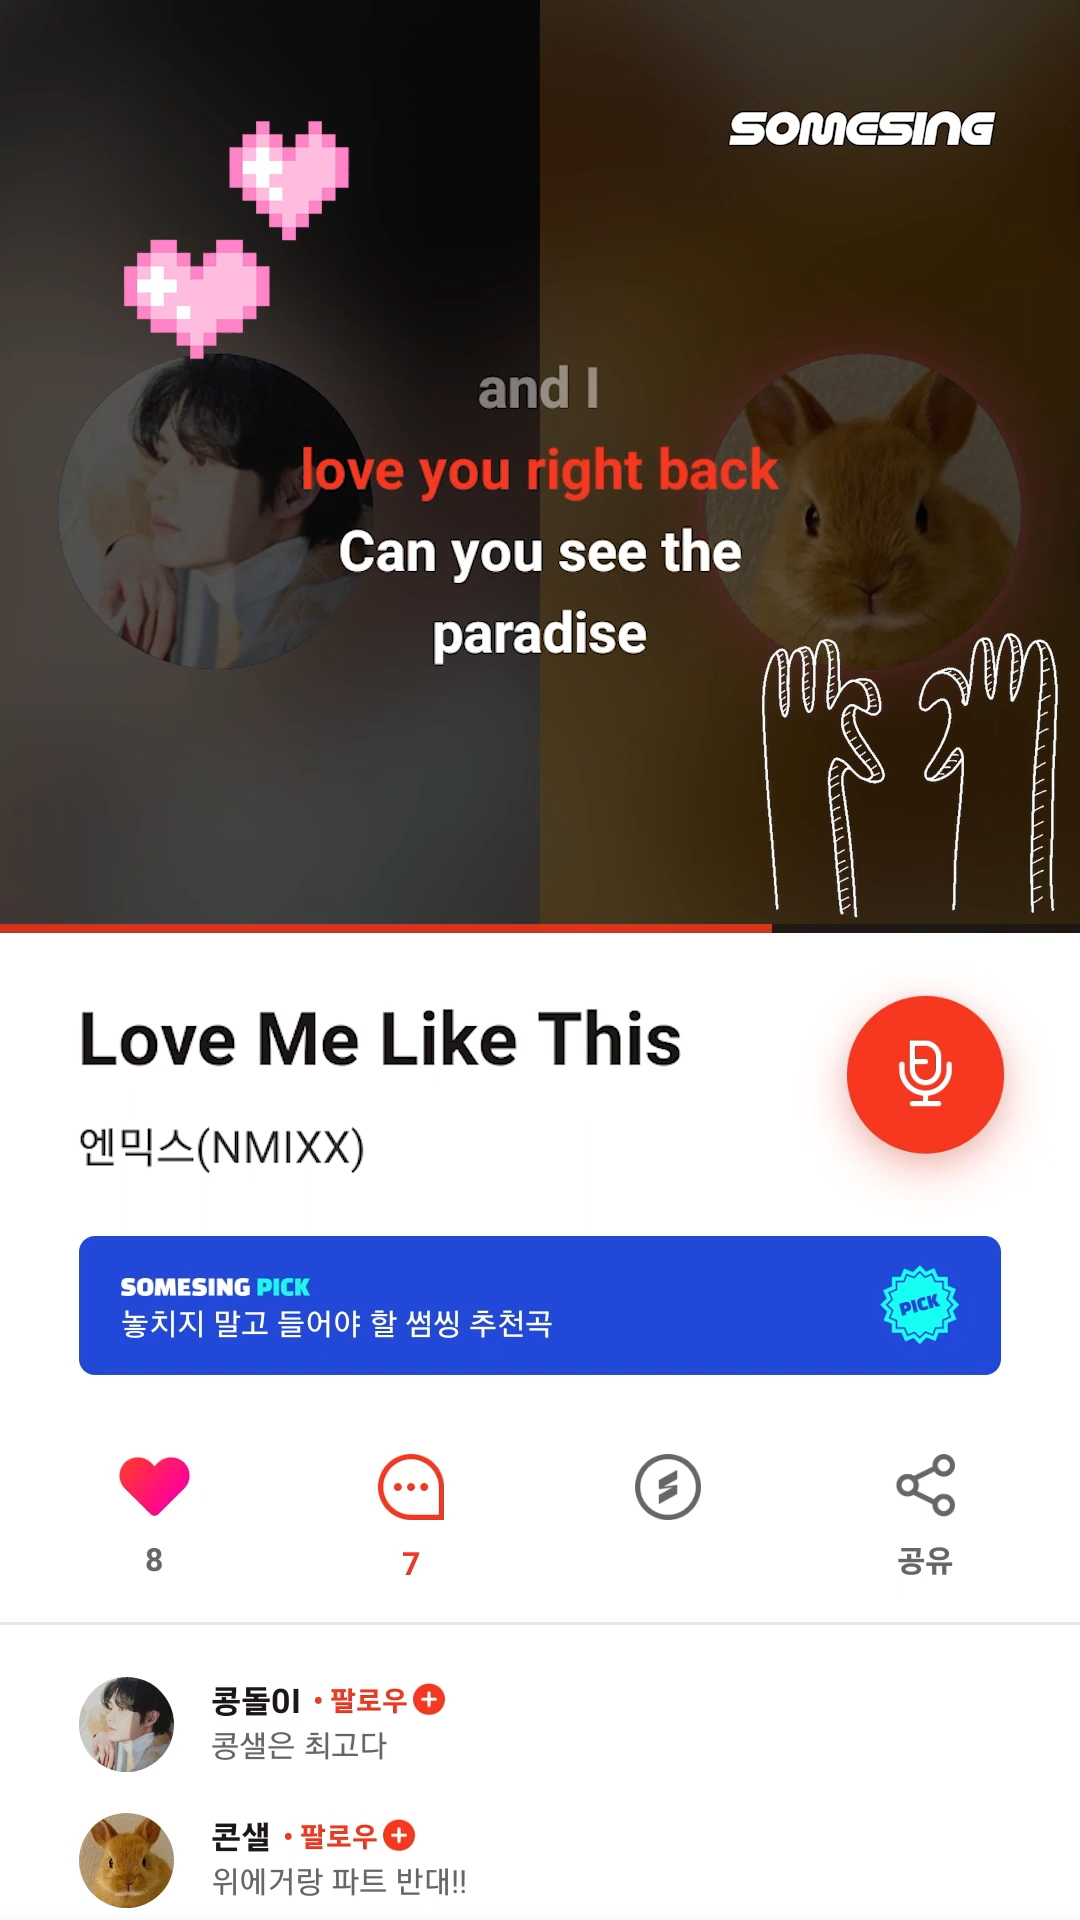 SOMESING
and I
love you right back
Can you see the
paradise
Love Me Like This
엔믹스(NMIXX)
SOMESING PICK
놓치지 말고 들어야 할 썸씽 추천곡
PICK
8
7
공유
콩돌이 • 팔로우
콩샐은 최고다
콘샐 • 팔로우
위에거랑 파트 반대!!